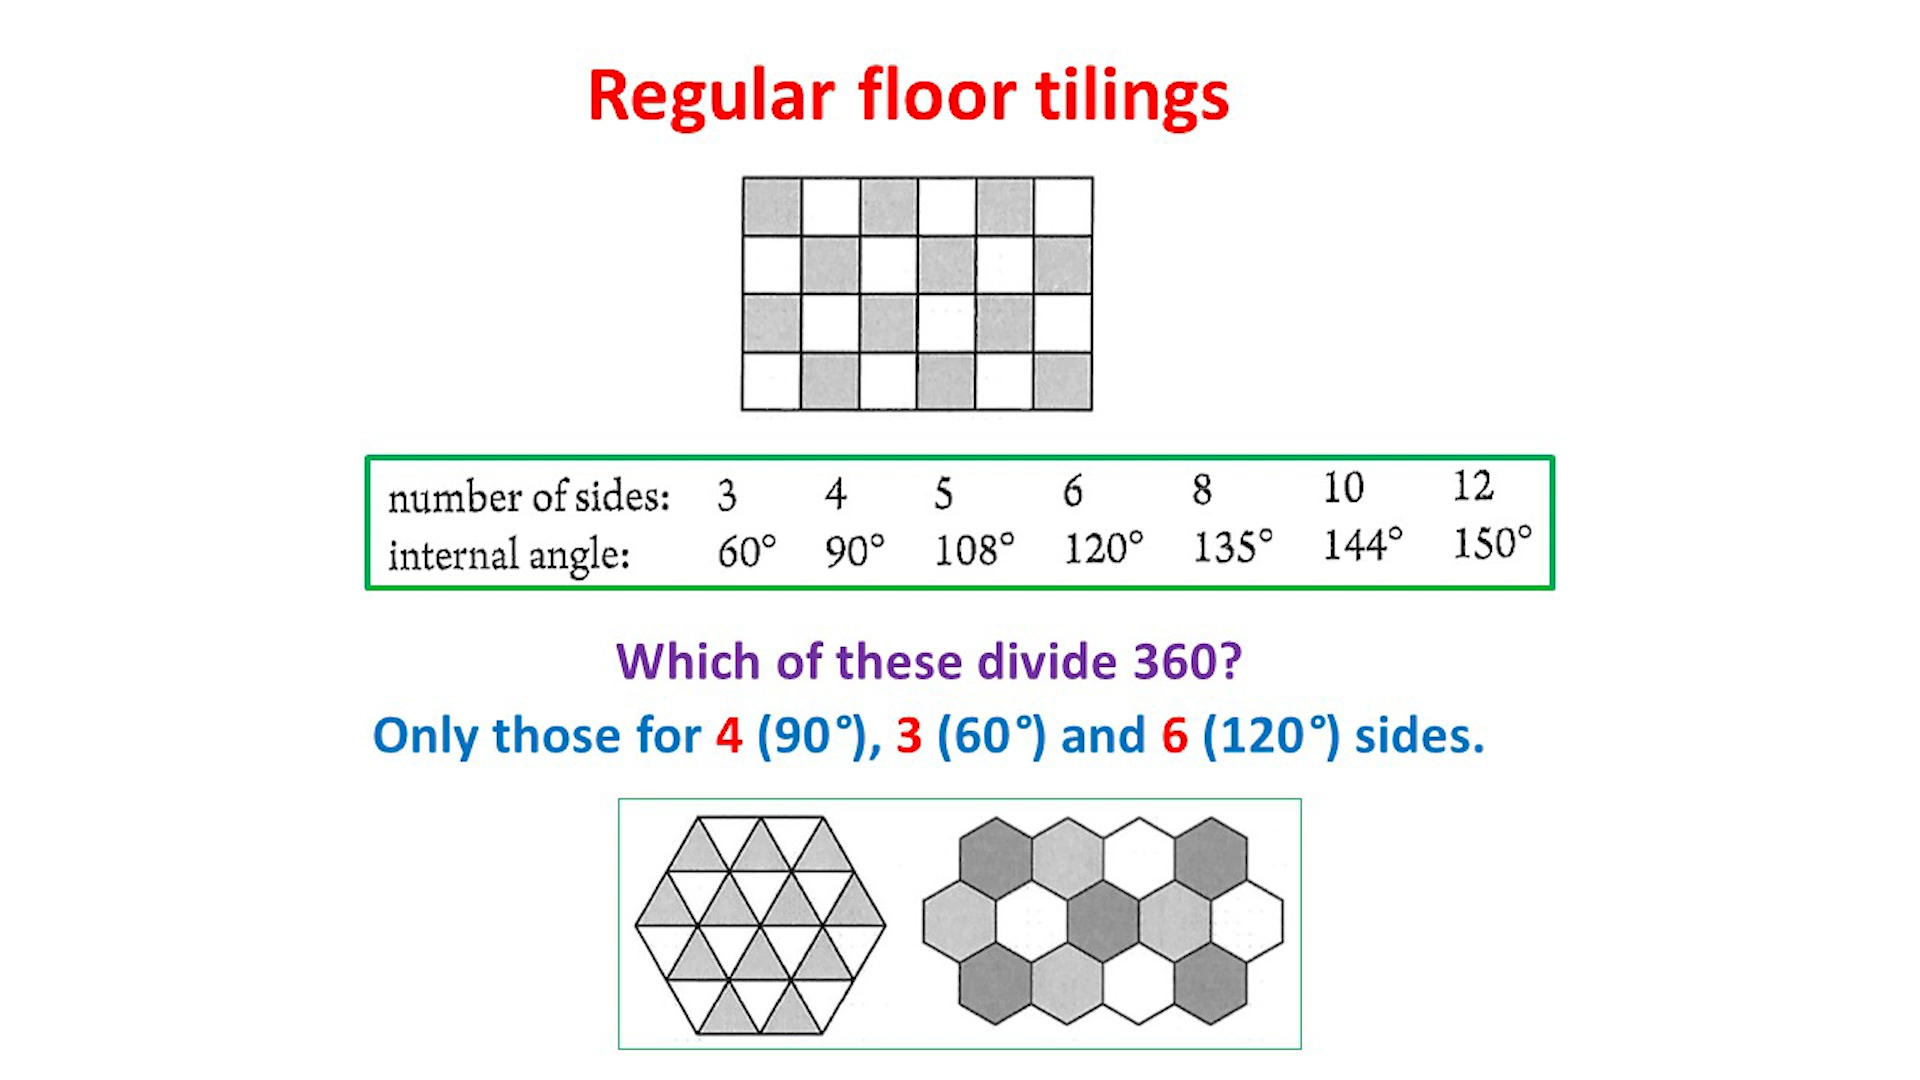 Regular floor tilings
number of sides: 3 4 5 6 8 10 12
internal angle: 60° 90° 108° 120° 135° 144° 150°
Which of these divide 360?
Only those for 4 (90°), 3 (60°) and 6 (120°) sides.